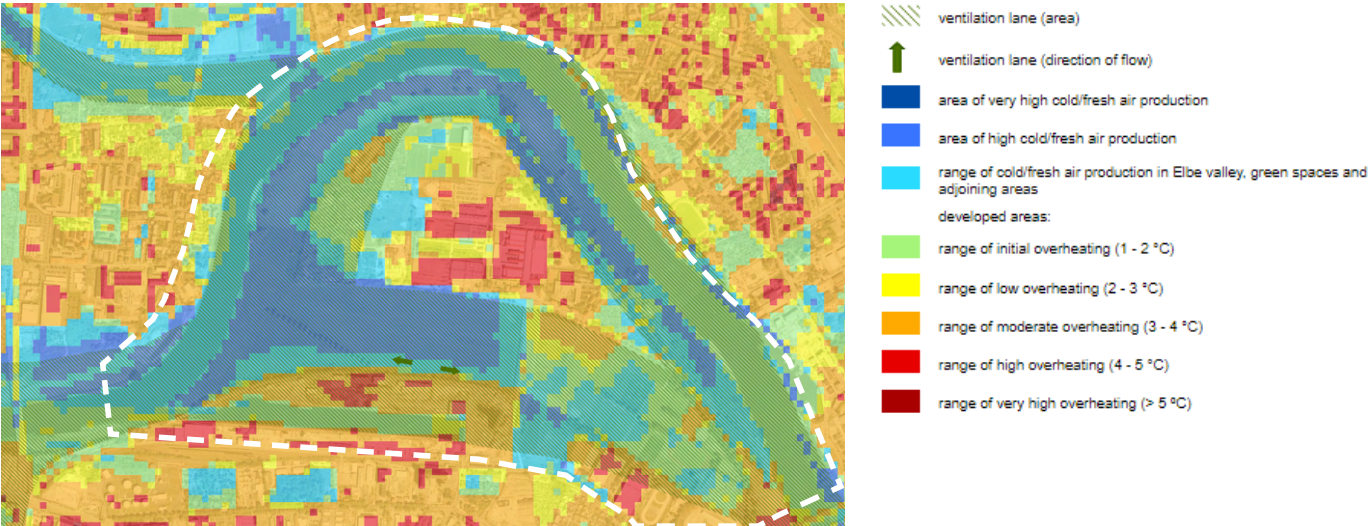 ventilation lane (area)
ventilation lane (direction of flow)
area of very high cold/fresh air production
area of high cold/fresh air production
range of cold/fresh air production in Elbe valley, green spaces and
adjoining areas
developed areas:
range of initial overheating (1 - 2 °C)
range of low overheating (2 - 3 °C)
range of moderate overheating (3 - 4 °C)
range of high overheating (4 - 5 °C)
range of very high overheating (> 5 °C)